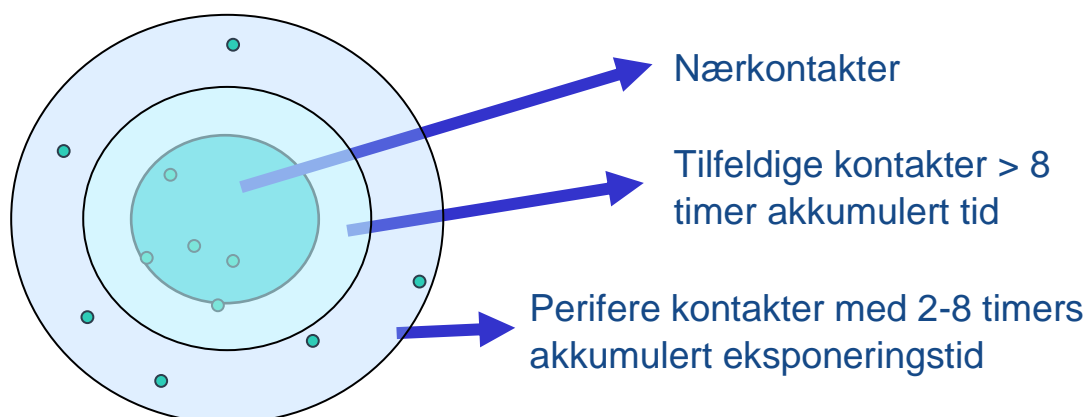 Nærkontakter
Tilfeldige kontakter > 8
timer akkumulert tid
Perifere kontakter med 2-8 timers
akkumulert eksponeringstid